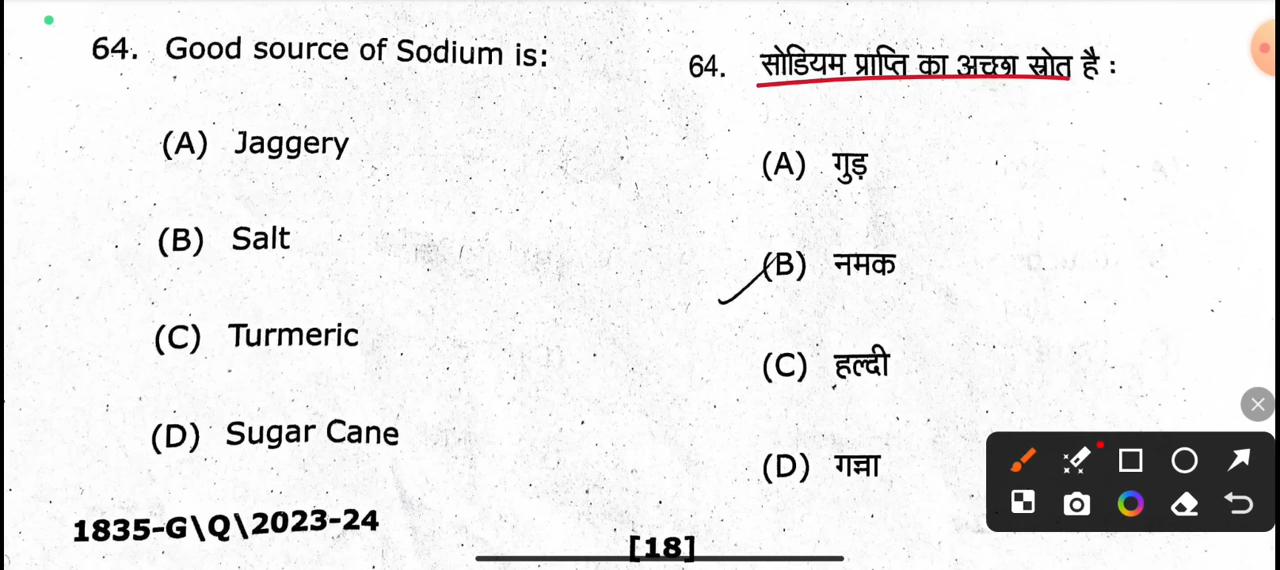 64. Good source of Sodium is:
(A) Jaggery
(B) Salt
(C) Turmeric
(D) Sugar Cane
1835-G\Q\2023-24
64. सोडियम प्राप्ति का अच्छा स्रोत है :
(A) गुड़
(B) नमक
(C) हल्दी
(D) गन्ना
[18]